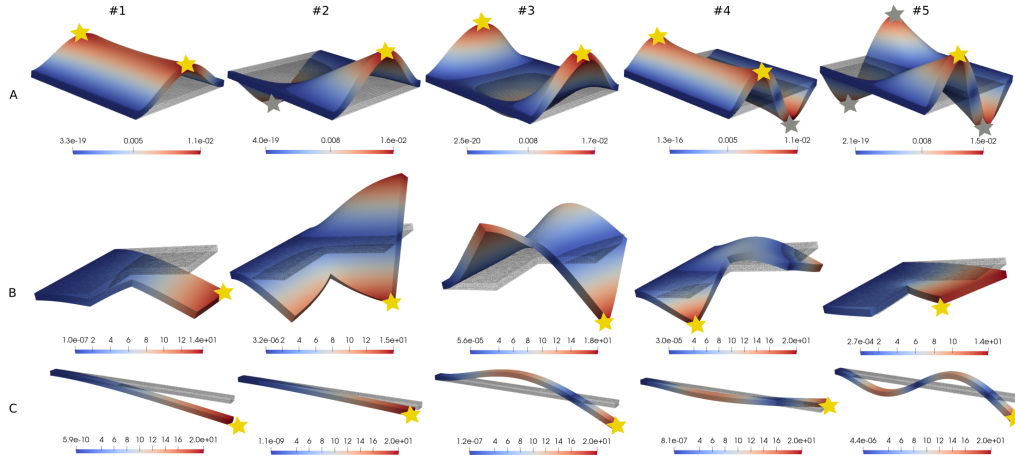 #1 #2 #3 #4 #5
A
3.3e-19 0.005 1.1e-02
4.0e-19 0.008 1.6e-02
2.5e-20 0.008 1.7e-02
1.3e-16 0.005 1.1e-02
2.1e-19 0.008 1.5e-02
B
1.0e-07 2 4 6 8 10 12 1.4e+01
3.2e-06 2 4 6 8 10 12 1.5e+01
5.6e-05 4 6 8 10 14 1.8e+01
3.0e-05 4 6 8 10 14 2.0e+01
2.7e-04 2 4 6 8 10 1.4e+01
C
5.9e-10 4 6 8 10 12 14 16 2.0e+01
1.1e-09 4 6 8 10 12 14 16 2.0e+01
1.2e-07 4 6 8 10 12 14 16 2.0e+01
8.1e-07 4 6 8 10 12 14 16 2.0e+01
4.4e-06 4 6 8 10 12 14 16 2.0e+01